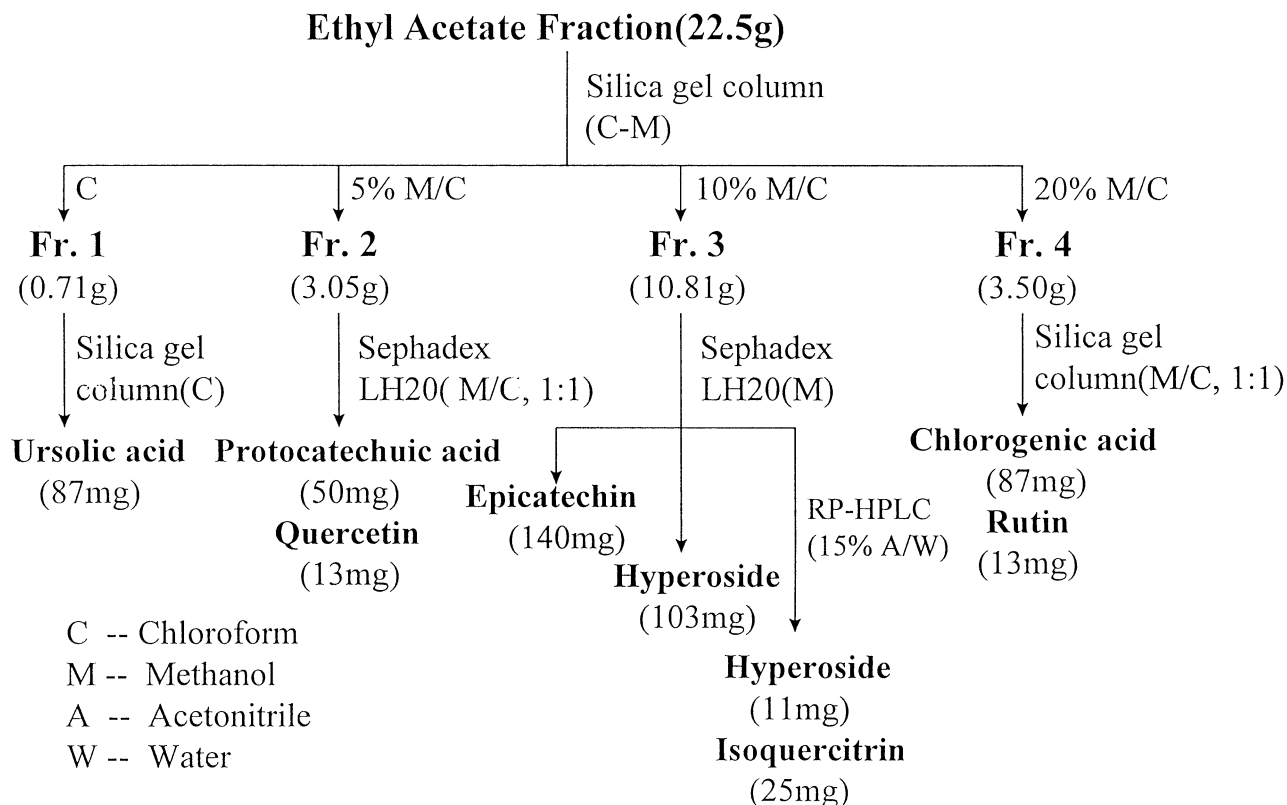 Ethyl Acetate Fraction(22.5g)
Silica gel column
(C-M)
C
5% M/C
10% M/C
20% M/C
Fr. 1
Fr. 2
Fr. 3
Fr. 4
(0.71g)
(3.05g)
(10.81g)
(3.50g)
Silica gel
column(C)
Sephadex
LH20( M/C, 1:1)
Sephadex
LH20(M)
Silica gel
column(M/C, 1:1)
Ursolic acid
(87mg)
Protocatechuic acid
(50mg)
Quercetin
(13mg)
Epicatechin
(140mg)
Hyperoside
(103mg)
RP-HPLC
(15% A/W)
Hyperoside
(11mg)
Isoquercitrin
(25mg)
Chlorogenic acid
(87mg)
Rutin
(13mg)
C -- Chloroform
M -- Methanol
A -- Acetonitrile
W -- Water